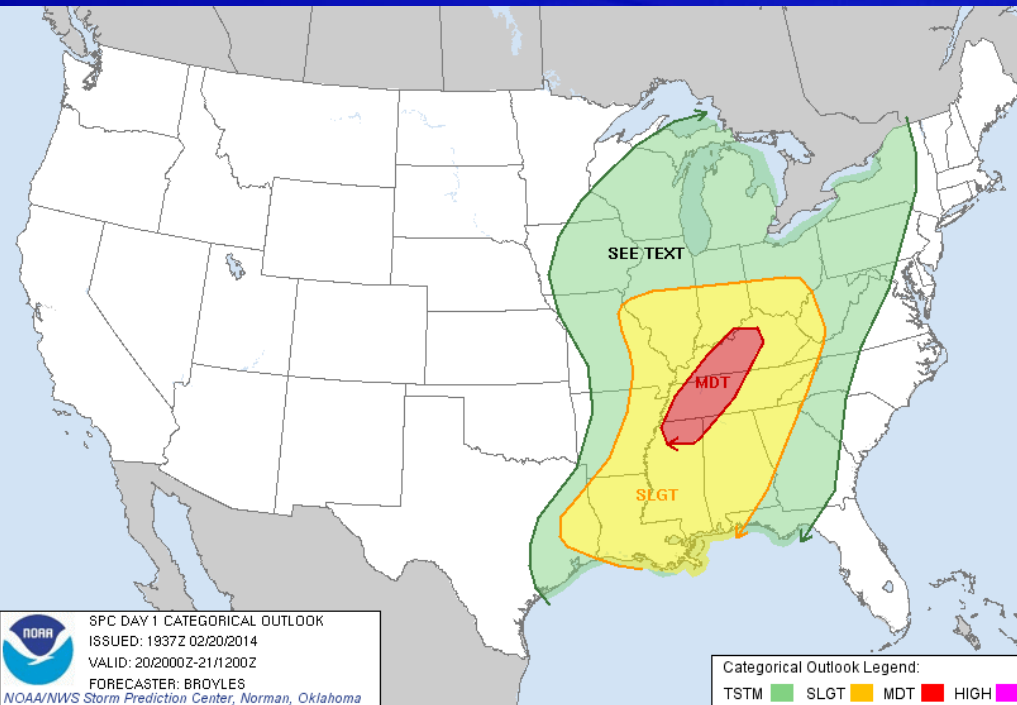 SEE TEXT
MDT
SLGT
NOAA
SPC DAY 1 CATEGORICAL OUTLOOK
ISSUED: 1937Z 02/20/2014
VALID: 20/2000Z-21/1200Z
FORECASTER: BROYLES
NOAA/NWS Storm Prediction Center, Norman, Oklahoma
Categorical Outlook Legend:
TSTM SLGT MDT HIGH